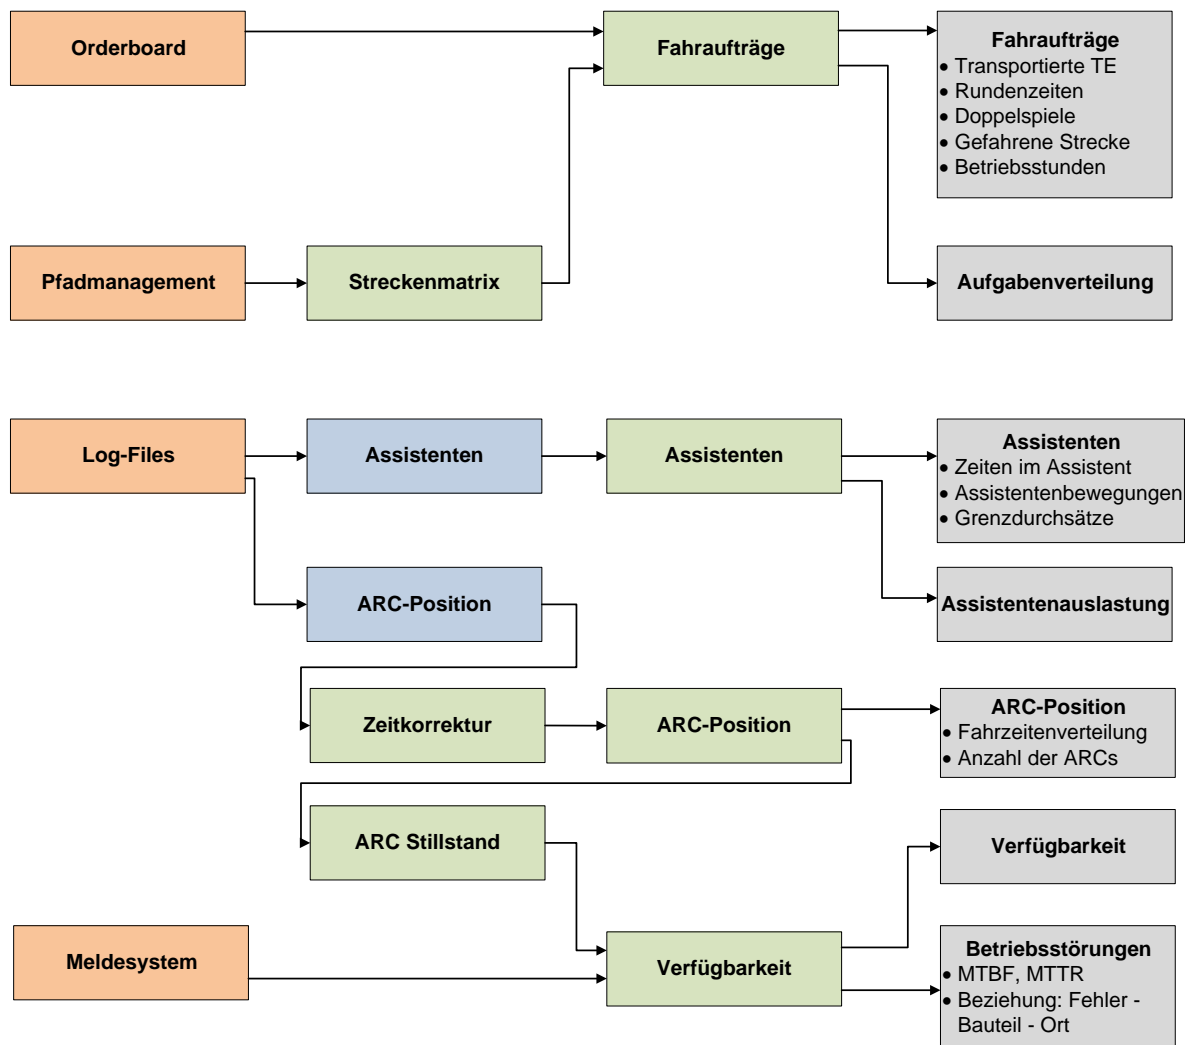 Orderboard
Fahraufträge
Fahraufträge
• Transportierte TE
• Rundenzeiten
• Doppelspiele
• Gefahrene Strecke
• Betriebsstunden
Pfadmanagement
Streckenmatrix
Aufgabenverteilung
Log-Files
Assistenten
Assistenten
Assistenten
• Zeiten im Assistent
• Assistentenbewegungen
• Grenzdurchsätze
ARC-Position
Assistentenauslastung
Zeitkorrektur
ARC-Position
ARC-Position
• Fahrzeitenverteilung
• Anzahl der ARCs
ARC Stillstand
Verfügbarkeit
Meldesystem
Verfügbarkeit
Betriebsstörungen
• MTBF, MTTR
• Beziehung: Fehler -
Bauteil - Ort